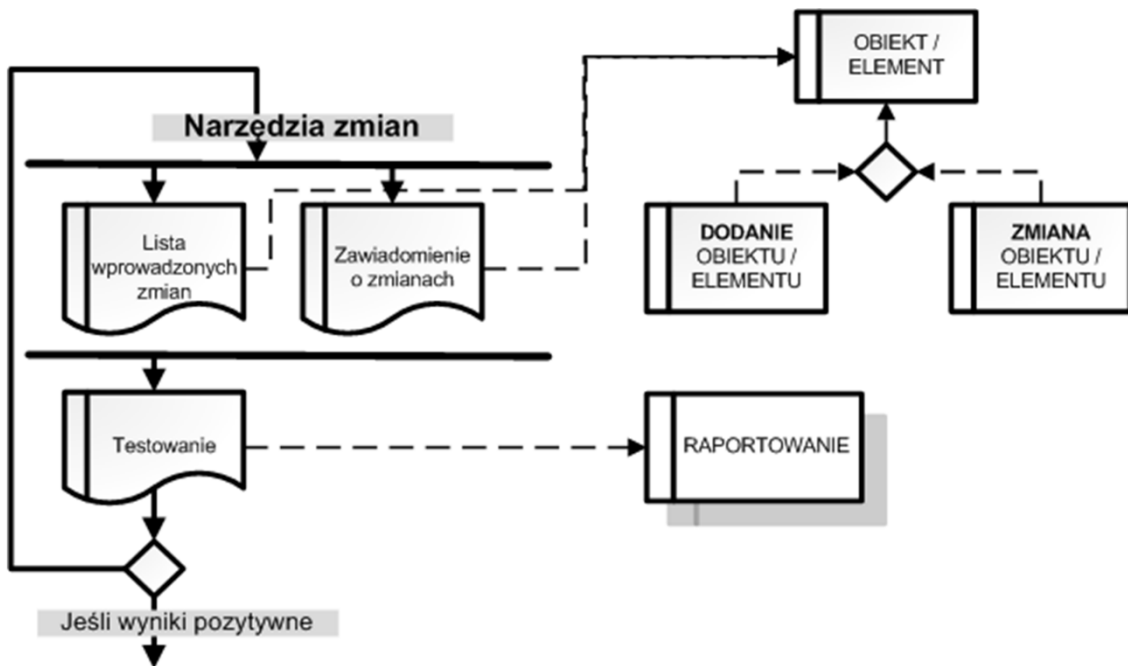 OBIEKT /
ELEMENT
Narzędzia zmian
Lista
wprowadzonych
zmian
Zawiadomienie
o zmianach
DODANIE
OBIEKTU /
ELEMENTU
ZMIANA
OBIEKTU /
ELEMENTU
Testowanie
RAPORTOWANIE
Jeśli wyniki pozytywne